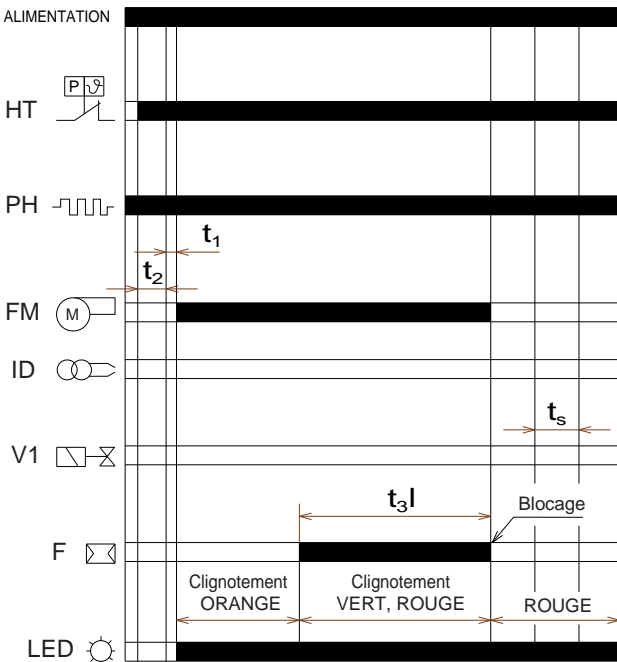 ALIMENTATION
P ϑ
HT
PH
t1
t2
FM M
ID
ts
V1
t3l
Blocage
F
Clignotement Clignotement
ORANGE VERT, ROUGE ROUGE
LED